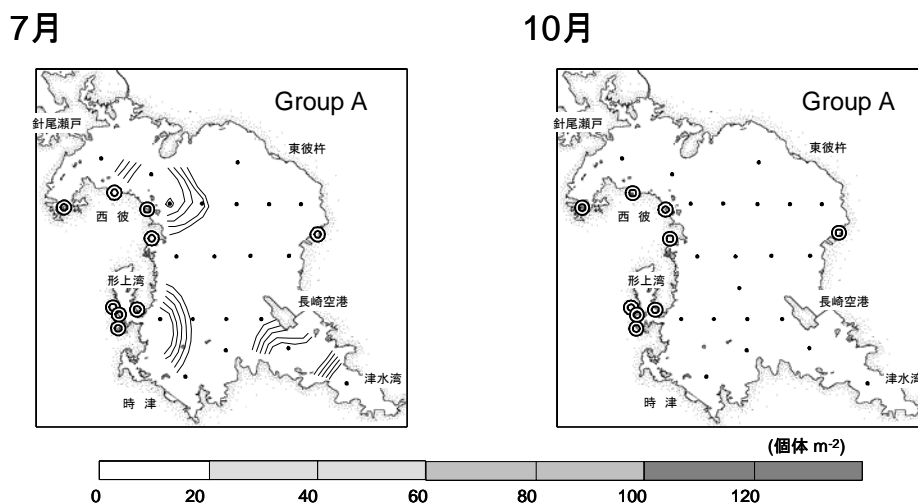 7月
10月
Group A
針尾瀬戸
東彼杵
西 彼
形上湾
長崎空港
津水湾
時 津
Group A
針尾瀬戸
東彼杵
西 彼
形上湾
長崎空港
津水湾
時 津
(個体 m-2)
0 20 40 60 80 100 120